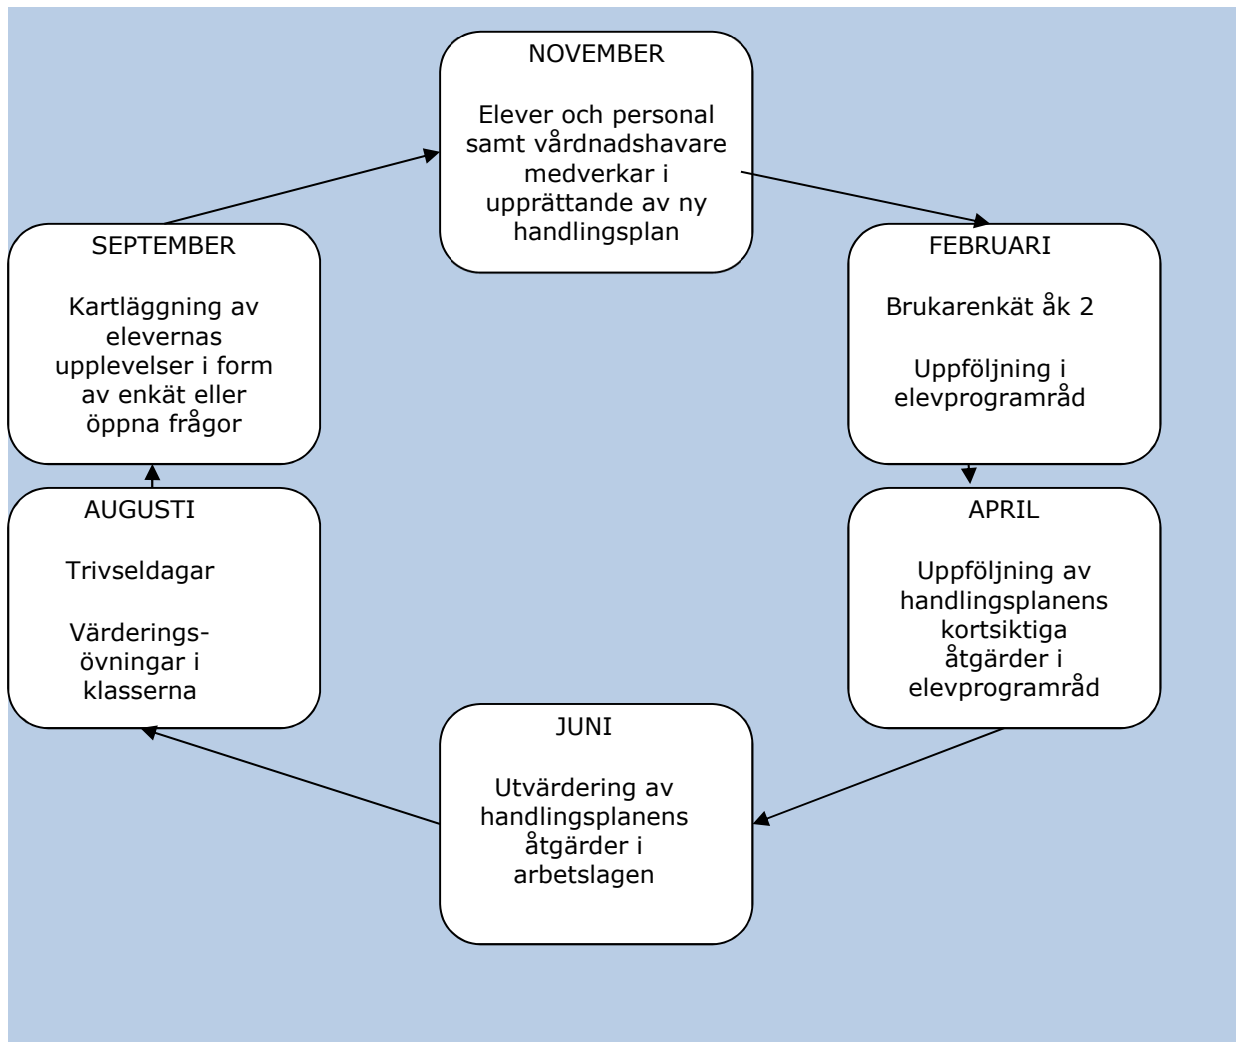 NOVEMBER
Elever och personal
samt vårdnadshavare
medverkar i
upprättande av ny
handlingsplan
SEPTEMBER
Kartläggning av
elevernas
upplevelser i form
av enkät eller
öppna frågor
FEBRUARI
Brukarenkät åk 2
Uppföljning i
elevprogramråd
AUGUSTI
Trivseldagar
Värderings-
övningar i
klasserna
APRIL
Uppföljning av
handlingsplanens
kortsiktiga
åtgärder i
elevprogramråd
JUNI
Utvärdering av
handlingsplanens
åtgärder i
arbetslagen